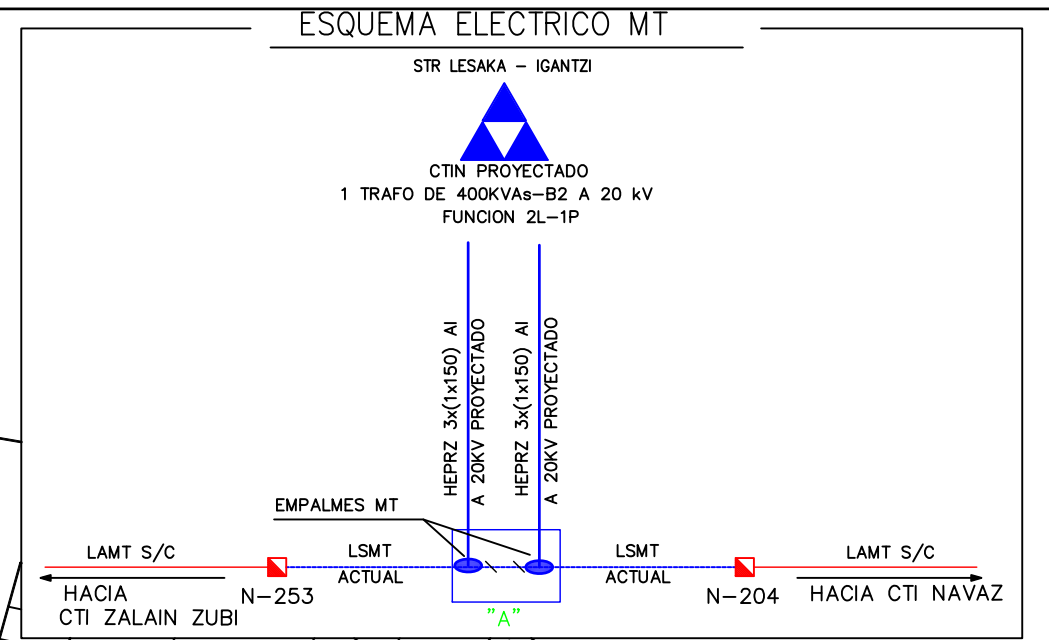 ESQUEMA ELECTRICO MT
STR LESAKA – IGANTZI
CTIN PROYECTADO
1 TRAFO DE 400KVAs–B2 A 20 kV
FUNCION 2L–1P
HEPRZ 3x(1x150) Al
A 20KV PROYECTADO
HEPRZ 3x(1x150) Al
A 20KV PROYECTADO
EMPALMES MT
LAMT S/C
HACIA
CTI ZALAIN ZUBI
N–253
LSMT
ACTUAL
"A"
LSMT
ACTUAL
N–204
LAMT S/C
HACIA CTI NAVAZ